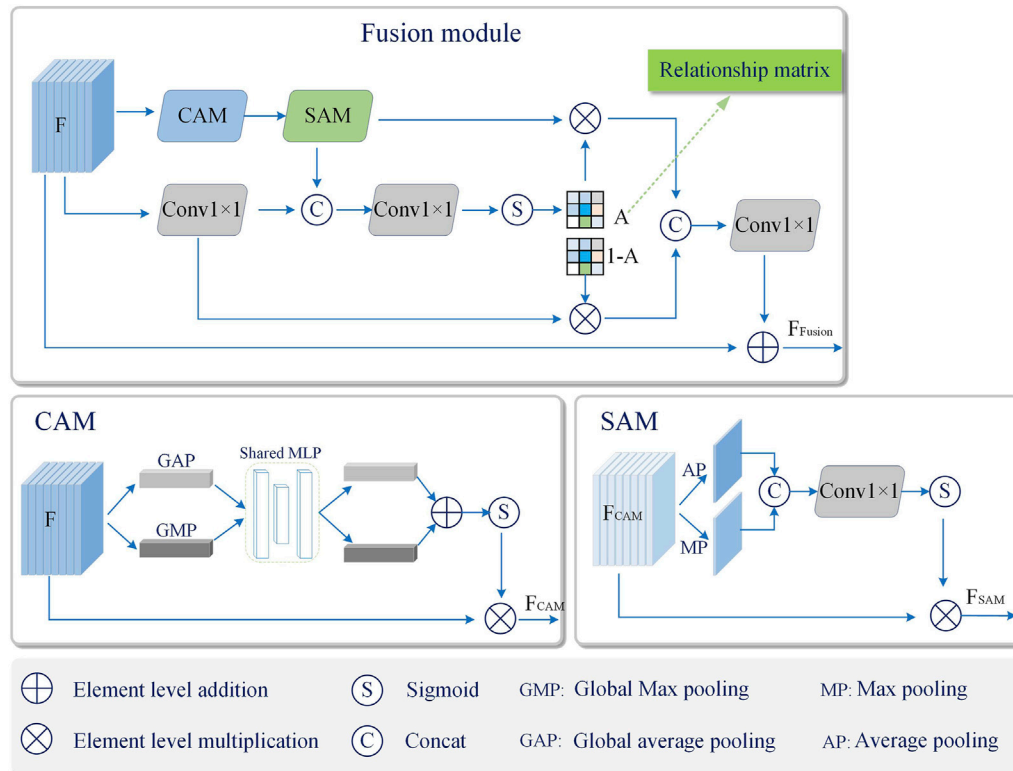 Fusion module
Relationship matrix
F
CAM
SAM
Conv1×1
C
Conv1×1
S
A
1-A
C
Conv1×1
FFusion
CAM
F
GAP
GMP
Shared MLP
S
FCAM
SAM
FCAM
AP
MP
C
Conv1×1
S
FSAM
Element level addition
S Sigmoid
GMP: Global Max pooling
MP: Max pooling
Element level multiplication
C Concat
GAP: Global average pooling
AP: Average pooling